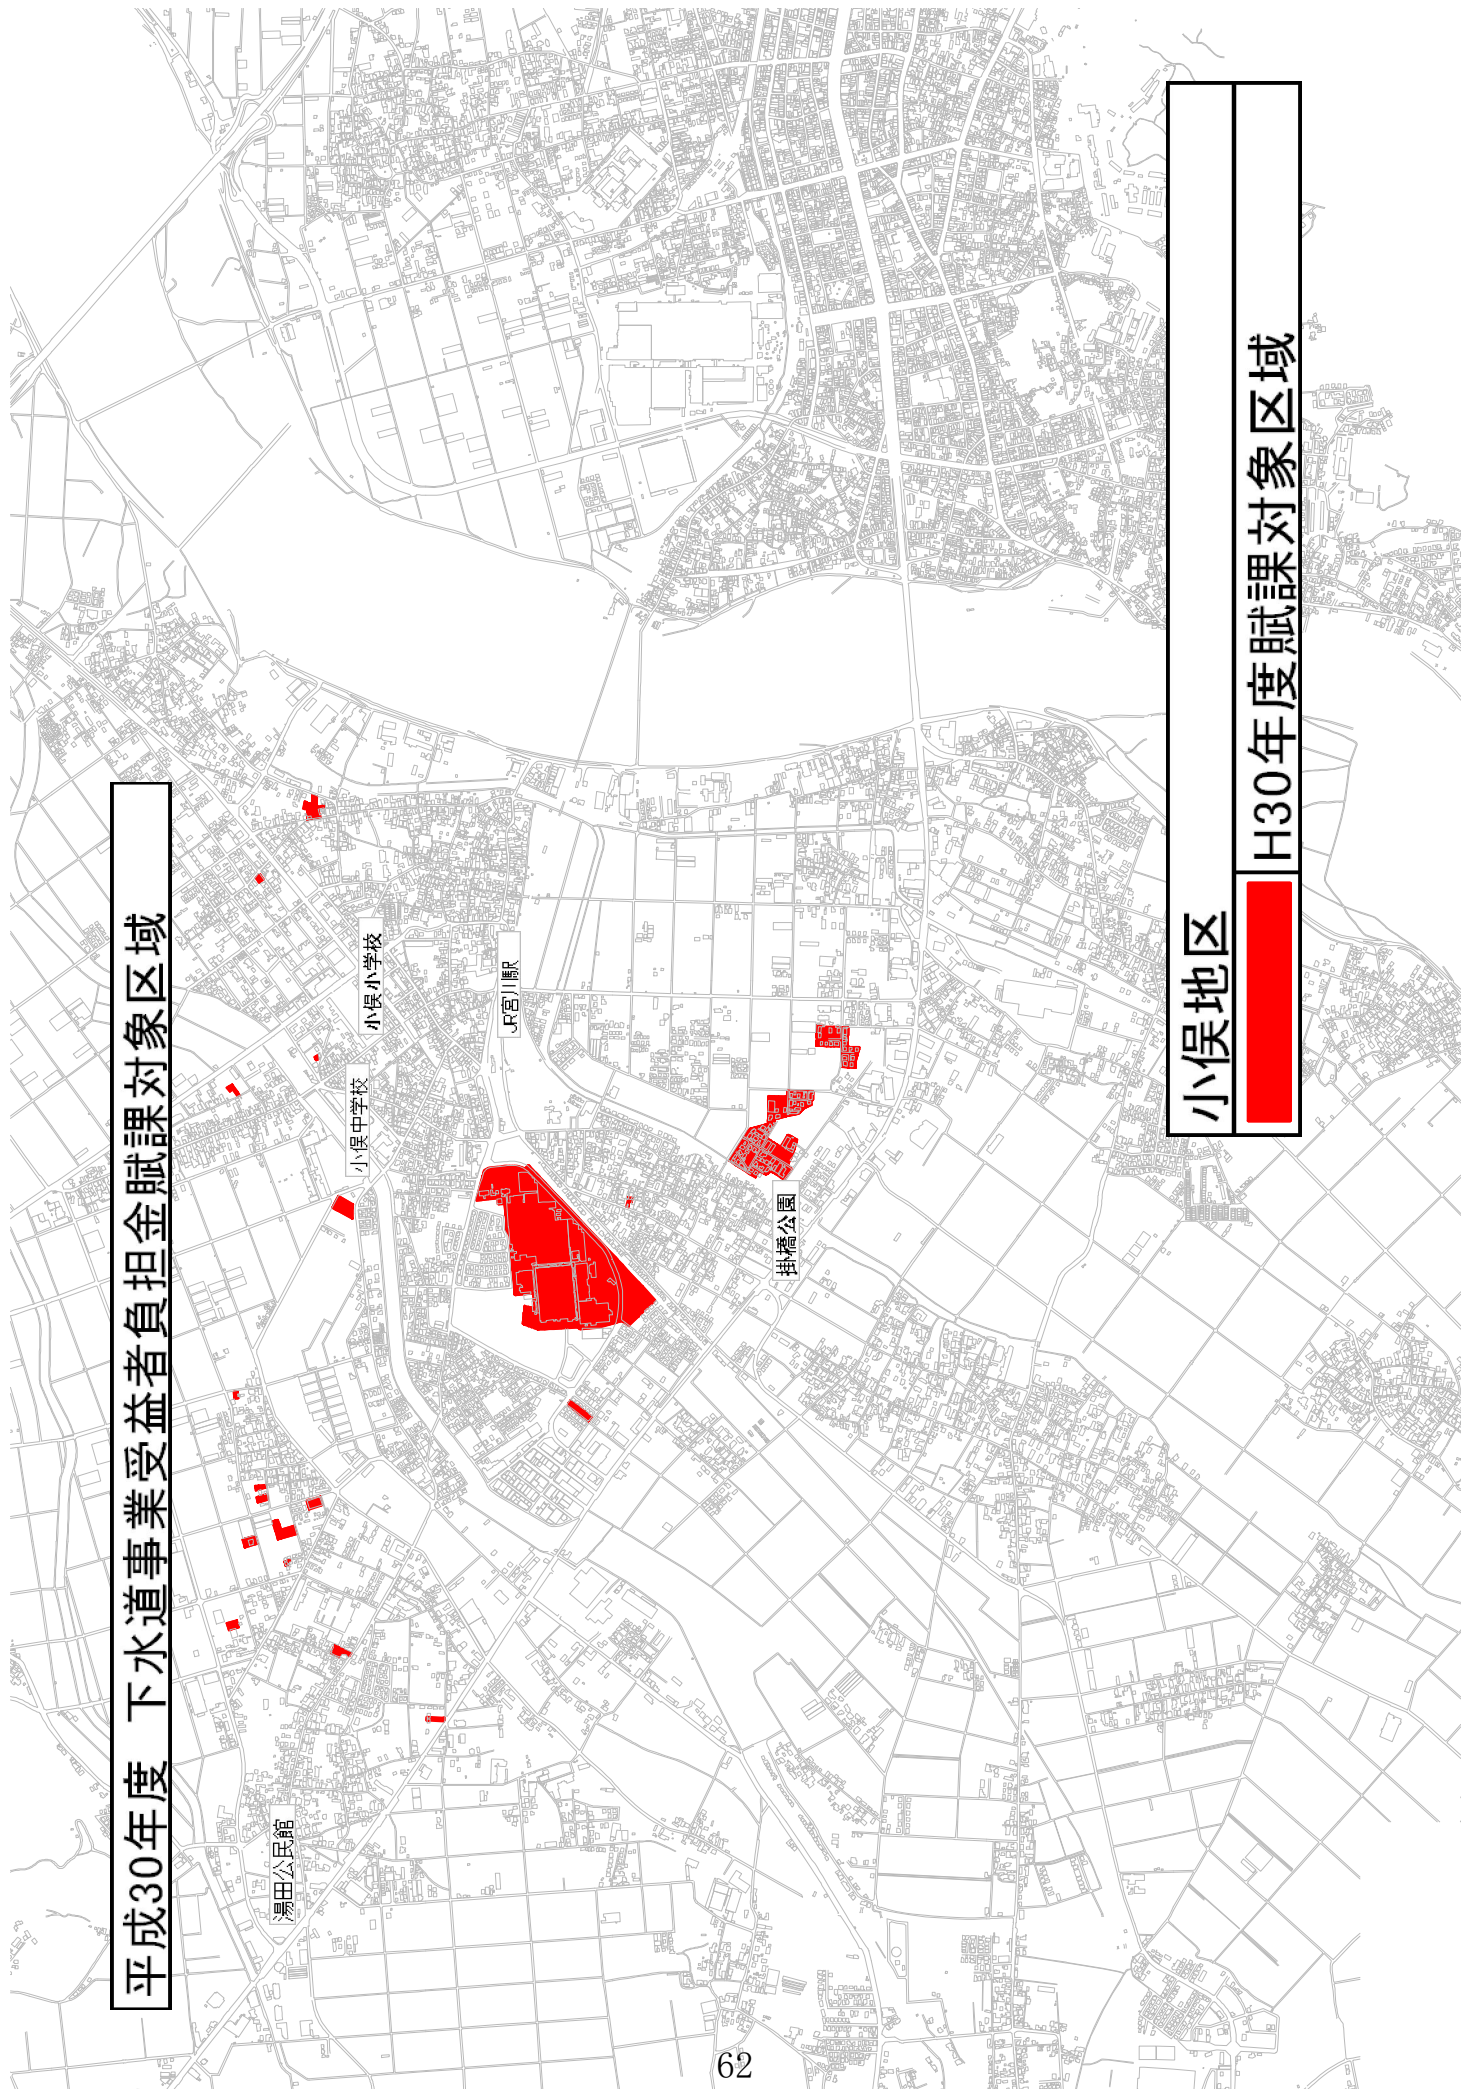 平成30年度 下水道事業受益者負担金賦課対象区域
小俣地区
H30年度賦課対象区域
小俣小学校
JR宮川駅
小俣中学校
掛橋公園
湯田公民館
62